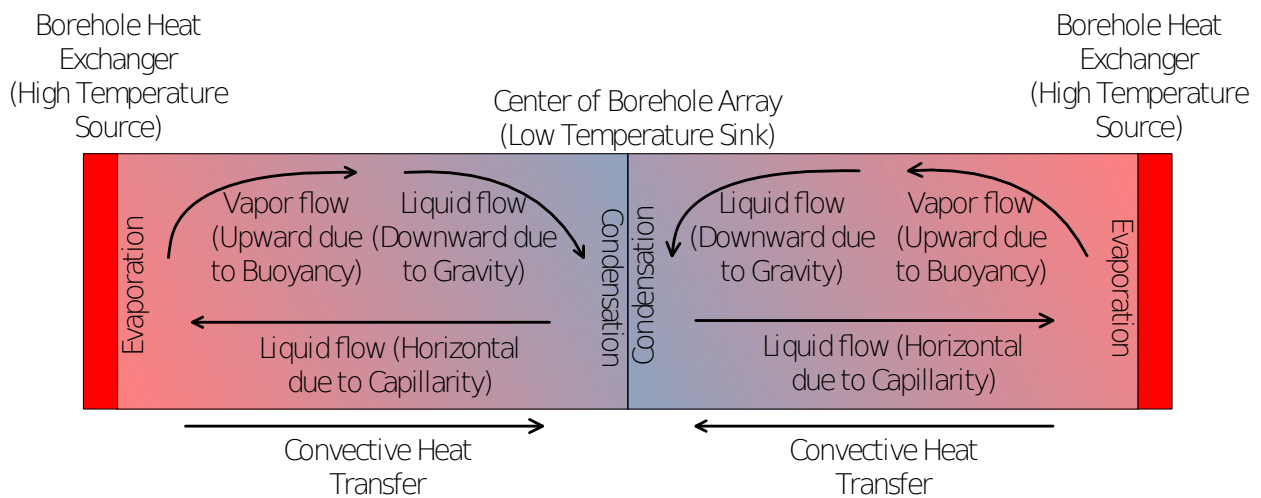 Borehole Heat
Exchanger
(High Temperature
Source)
Center of Borehole Array
(Low Temperature Sink)
Borehole Heat
Exchanger
(High Temperature
Source)
Evaporation
Vapor flow
(Upward due
to Buoyancy)
Liquid flow
(Downward due
to Gravity)
Condensation
Condensation
Liquid flow
(Downward due
to Gravity)
Vapor flow
(Upward due
to Buoyancy)
Evaporation
Liquid flow (Horizontal
due to Capillarity)
Liquid flow (Horizontal
due to Capillarity)
Convective Heat
Transfer
Convective Heat
Transfer